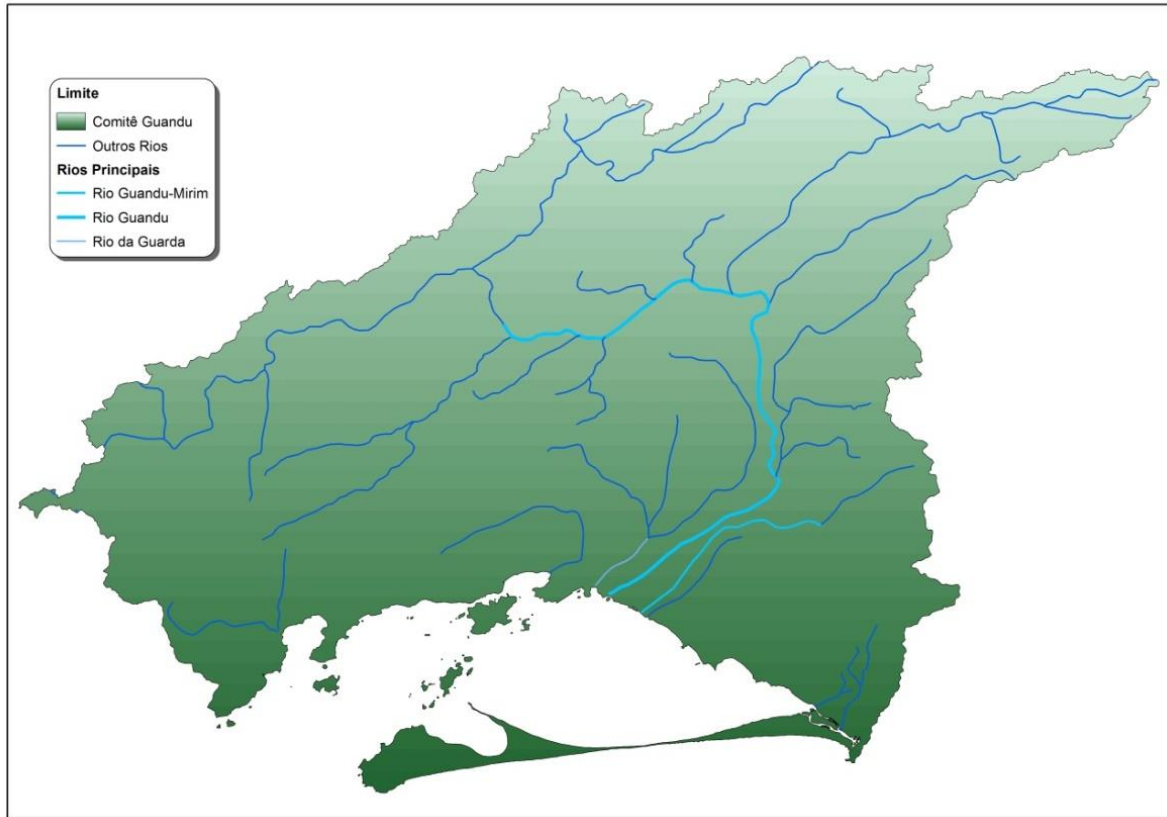 Limite
Comitê Guandu
Outros Rios
Rios Principais
Rio Guandu-Mirim
Rio Guandu
Rio da Guarda